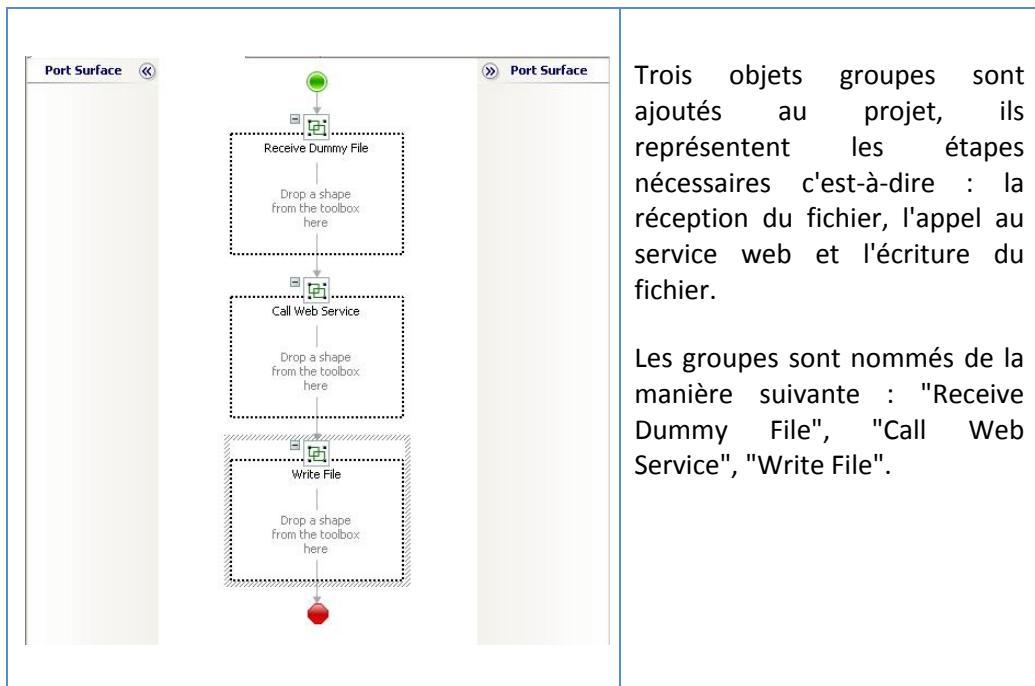 Port Surface
Port Surface
Receive Dummy File
Drop a shape
from the toolbox
here
Call Web Service
Drop a shape
from the toolbox
here
Write File
Drop a shape
from the toolbox
here
Trois objets groupes sont
ajoutés au projet, ils
représentent les étapes
nécessaires c'est-à-dire : la
réception du fichier, l'appel au
service web et l'écriture du
fichier.
Les groupes sont nommés de la
manière suivante : "Receive
Dummy File", "Call Web
Service", "Write File".